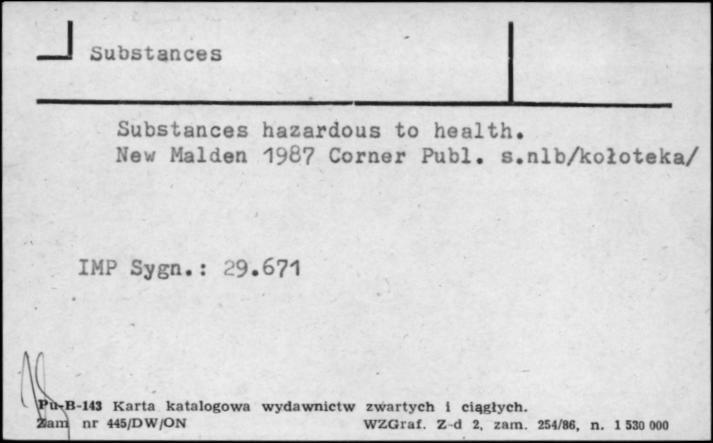 Substances
Substances hazardous to health.
New Malden 1987 Corner Publ. s.nlb/kołoteka/
IMP Sygn.: 29.671
Pu-B-143 Karta katalogowa wydawnictw zwartych i ciągłych.
Zam nr 445/DW/ON WZGraf. Z-d 2, zam. 254/86, n. 1 530 000